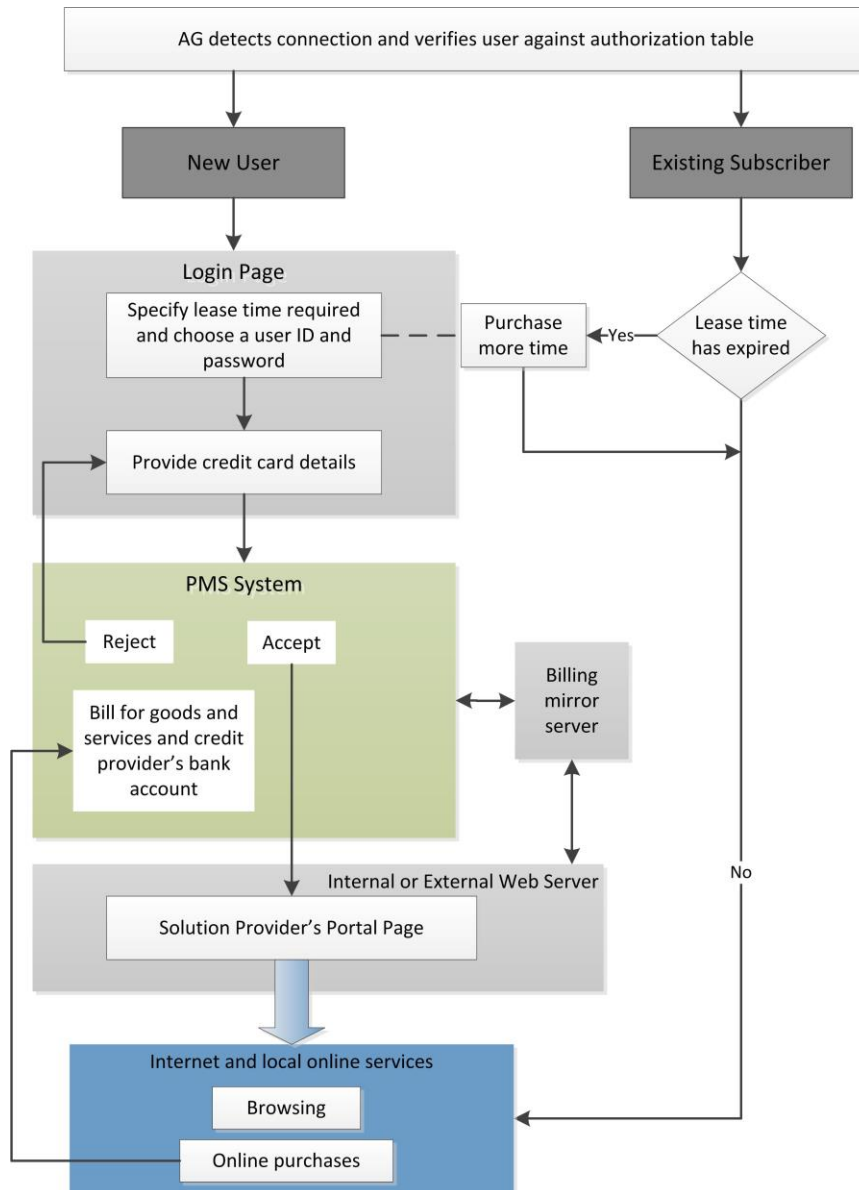 AG detects connection and verifies user against authorization table
New User
Existing Subscriber
Login Page
Specify lease time required
and choose a user ID and
password
Purchase
more time
Yes
Lease time
has expired
Provide credit card details
PMS System
Reject
Accept
Billing
mirror
server
Bill for goods and
services and credit
provider’s bank
account
No
Internal or External Web Server
Solution Provider’s Portal Page
Internet and local online services
Browsing
Online purchases